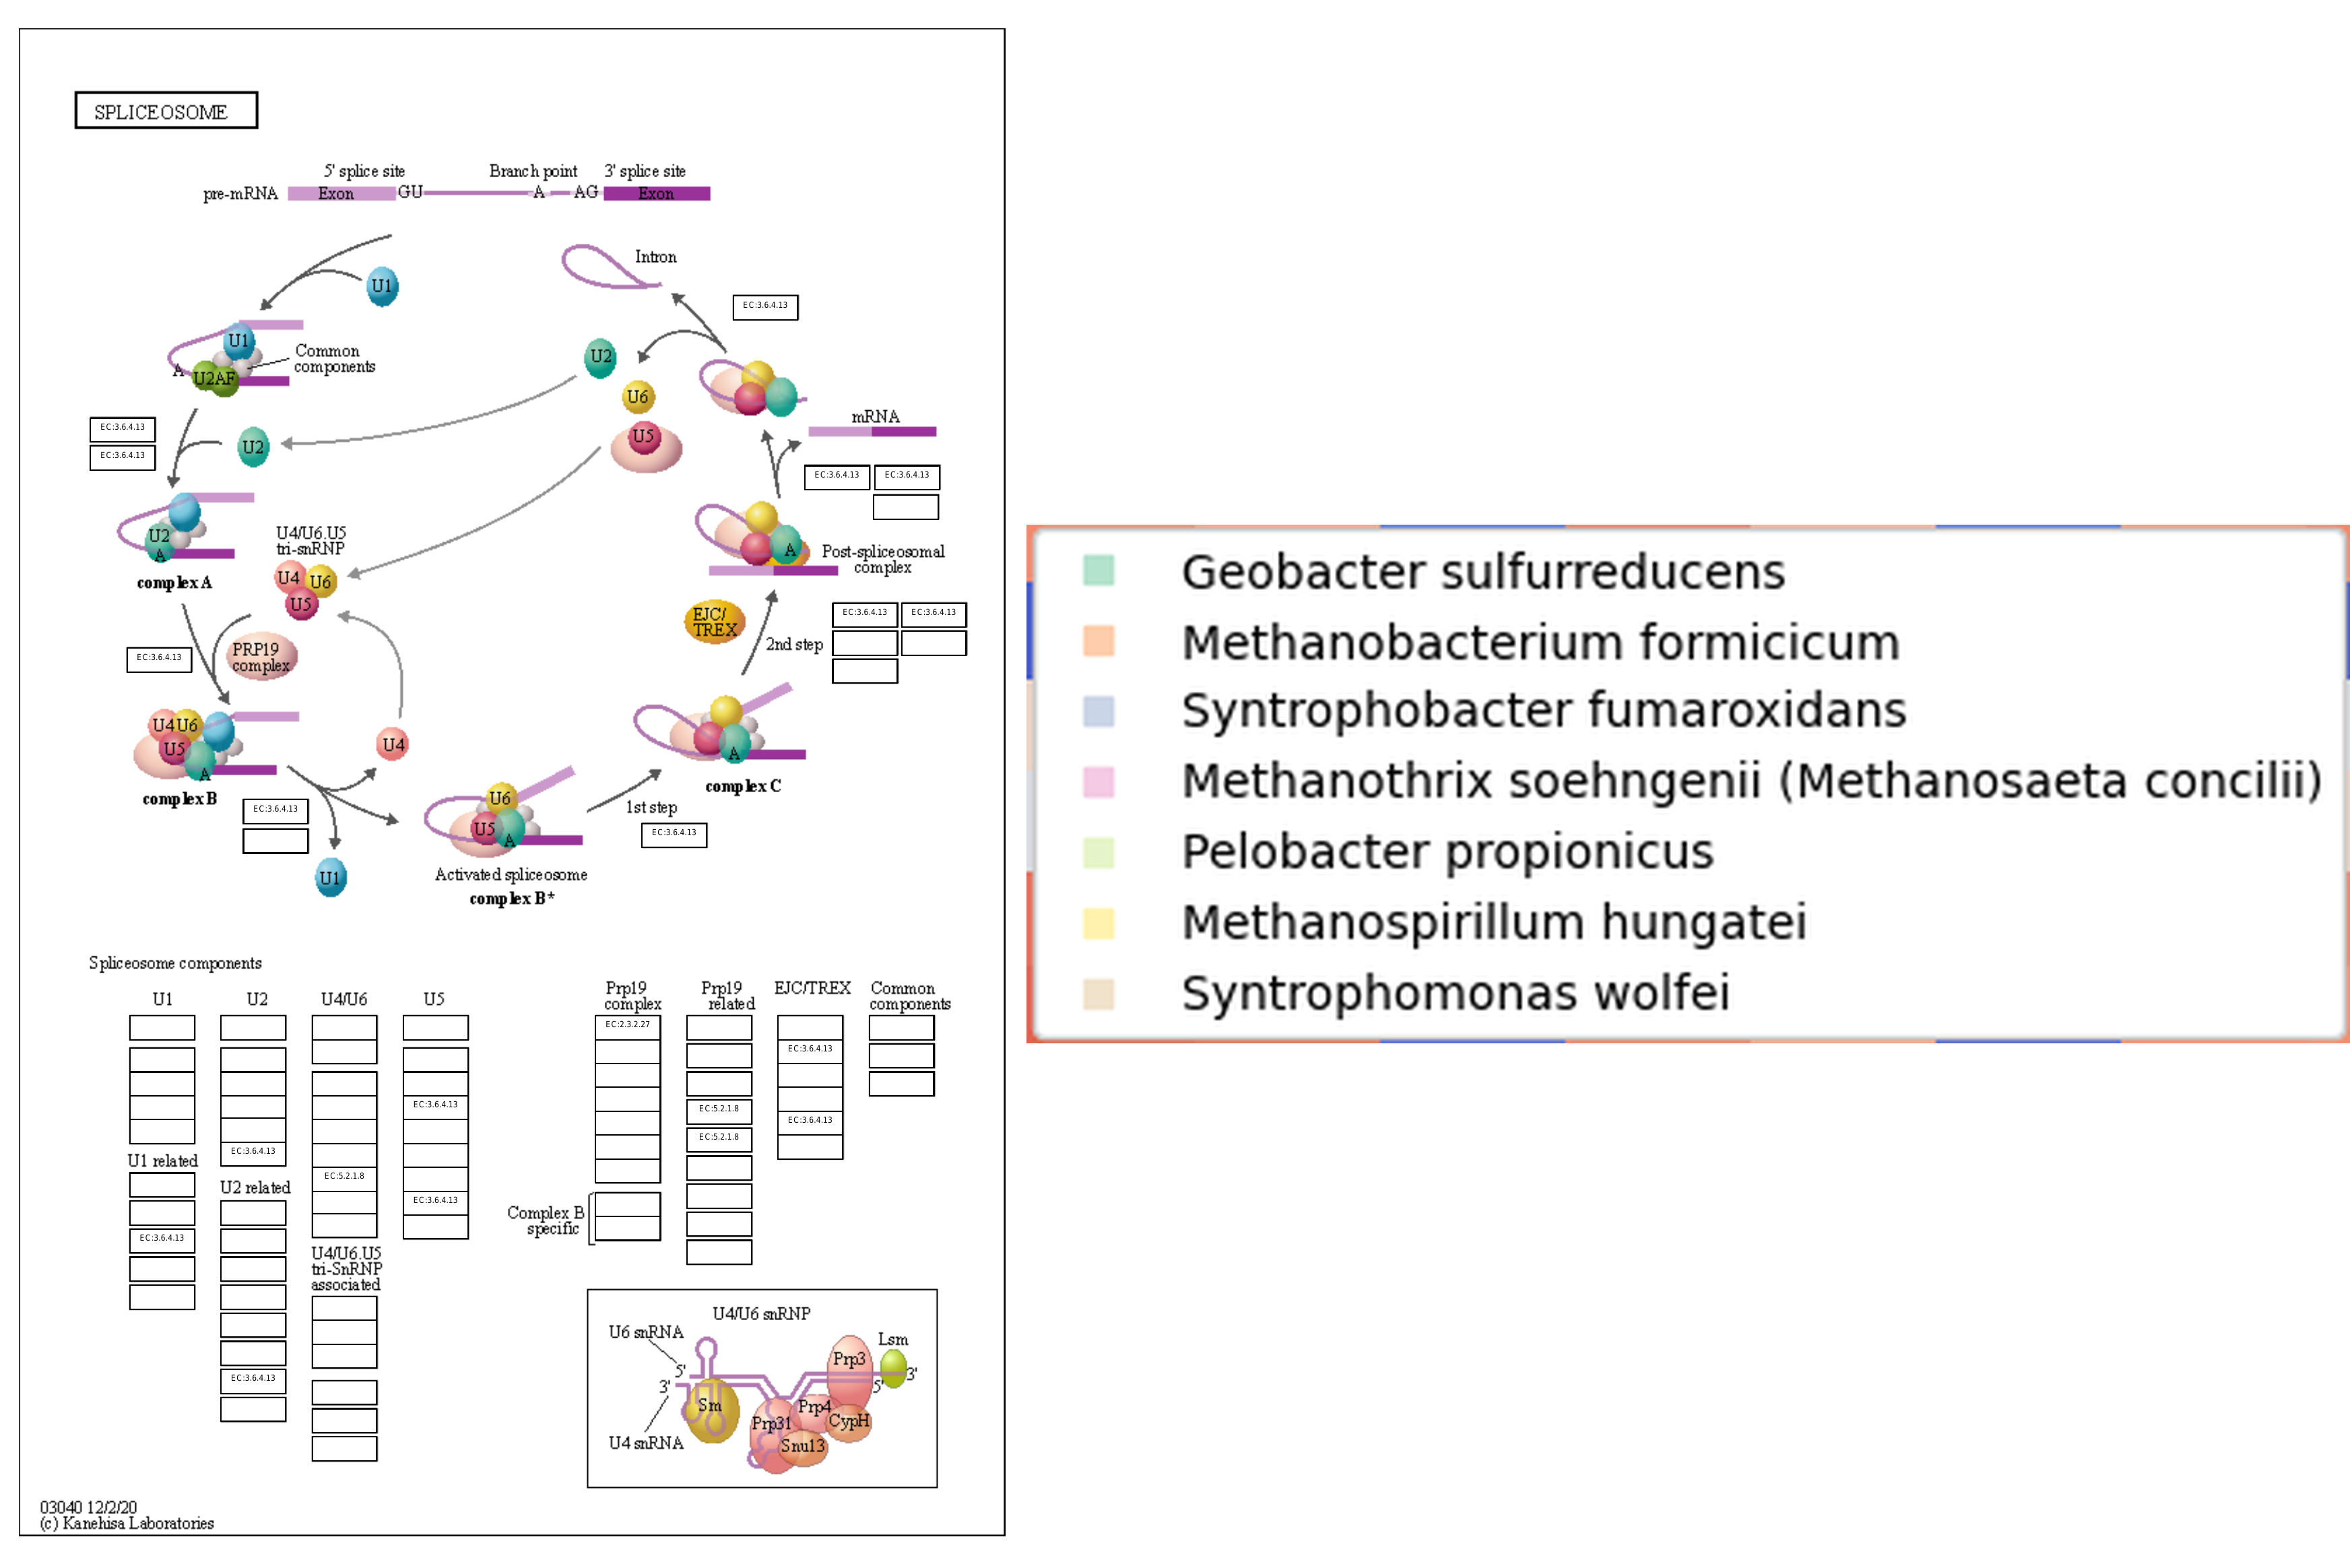 SPLICEOSOME
5' splice site
Branch point
3' splice site
pre-mRNA
Exon
GU
A
AG
Exon
U1
Intron
EC:3.6.4.13
U1
Common
components
A
U2AF
U2
U6
U5
EC:3.6.4.13
EC:3.6.4.13
U2
mRNA
EC:3.6.4.13
EC:3.6.4.13
U2
A
complex A
U4/U6.U5
tri-snRNP
U4
U6
U5
A
Post-spliceosomal
complex
EC:3.6.4.13
PRP19
complex
EJC/
TREX
2nd step
EC:3.6.4.13
EC:3.6.4.13
U4
U6
U5
A
complex B
U4
EC:3.6.4.13
U1
U6
U5
A
Activated spliceosome
complex B*
1st step
EC:3.6.4.13
A
complex C
Spliceosome components
U1
U2
U4/U6
U5
Prp19
complex
Prp19
related
EJC/TREX
Common
components
EC:2.3.2.27
EC:3.6.4.13
EC:3.6.4.13
EC:5.2.1.8
EC:3.6.4.13
EC:5.2.1.8
EC:3.6.4.13
U1 related
EC:5.2.1.8
U2 related
EC:3.6.4.13
Complex B
specific
EC:3.6.4.13
U4/U6.U5
tri-SnRNP
associated
EC:3.6.4.13
U4/U6 snRNP
U6 snRNA
5'
3'
Sm
U4 snRNA
Prp31
Prp4
Prp3
CypH
Snu13
Lsm
3'
5'
03040 12/2/20
(c) Kanehisa Laboratories
Geobacter sulfurreducens
Methanobacterium formicicum
Syntrophobacter fumaroxidans
Methanothrix soehngenii (Methanosaeta concilii)
Pelobacter propionicus
Methanospirillum hungatei
Syntrophomonas wolfei